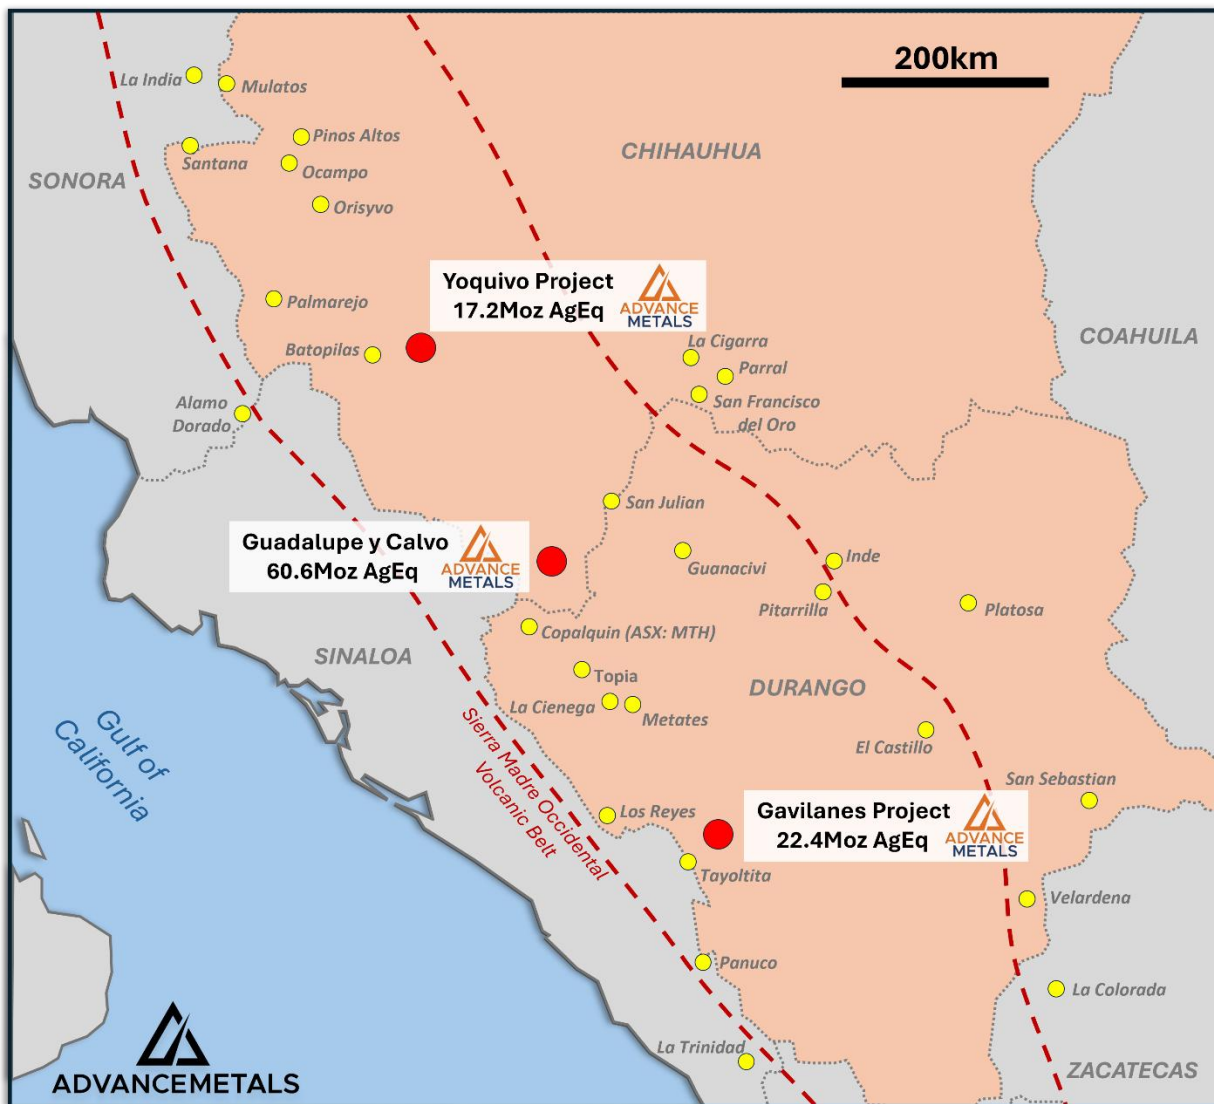 200km
La India
Mulatos
Pinos Altos
Santana
Ocampo
CHIHAUHUA
SONORA
Orisyvo
Yoquivo Project
17.2Moz AgEq
ADVANCE
METALS
Palmarejo
Batopilas
La Cigarra
Parral
COAHUILA
San Francisco
del Oro
Alamo
Dorado
San Julian
Guadalupe y Calvo
60.6Moz AgEq
ADVANCE
METALS
Guanacivi
Inde
Pitarrilla
Platosa
Copalquin (ASX: MTH)
SINALOA
Topia
DURANGO
La Cienega
Metates
Gulf of
California
Sierra Madre Occidental
Volcanic Belt
El Castillo
San Sebastian
Los Reyes
Gavilanes Project
22.4Moz AgEq
ADVANCE
METALS
Tayoltita
Velardena
Panuco
La Colorada
La Trinidad
ZACATECAS
ADVANCEMETALS